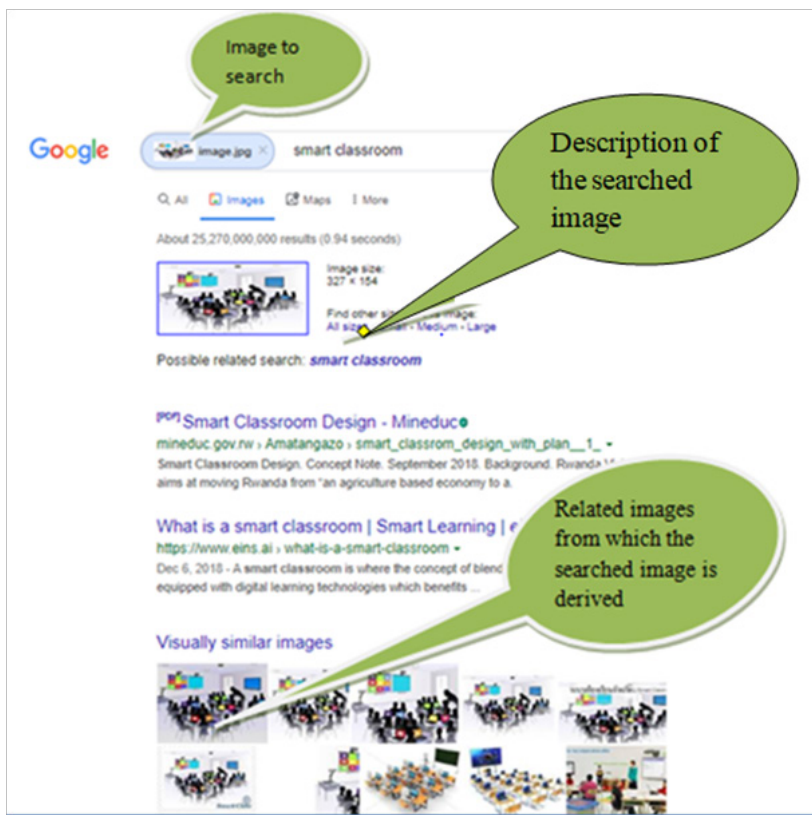 Image to
search
Google
image.jpg ×
smart classroom
Description of
the searched
image
All
Images
Maps
More
About 25,270,000,000 results (0.94 seconds)
Image size:
327 × 154
Find other image:
All - Medium - Large
Possible related search: smart classroom
[PDF] Smart Classroom Design - Mineduc
mineduc.gov.rw › Amatangazo › smart_classrom_design_with_plan__1_
Smart Classroom Design. Concept Note. September 2018. Background. Rwanda
aims at moving Rwanda from "an agriculture based economy to a.
What is a smart classroom | Smart Learning |
https://www.eins.ai › what-is-a-smart-classroom
Dec 6, 2018 - A smart classroom is where the concept of blend
equipped with digital learning technologies which benefits ...
Related images
from which the
searched image is
derived
Visually similar images